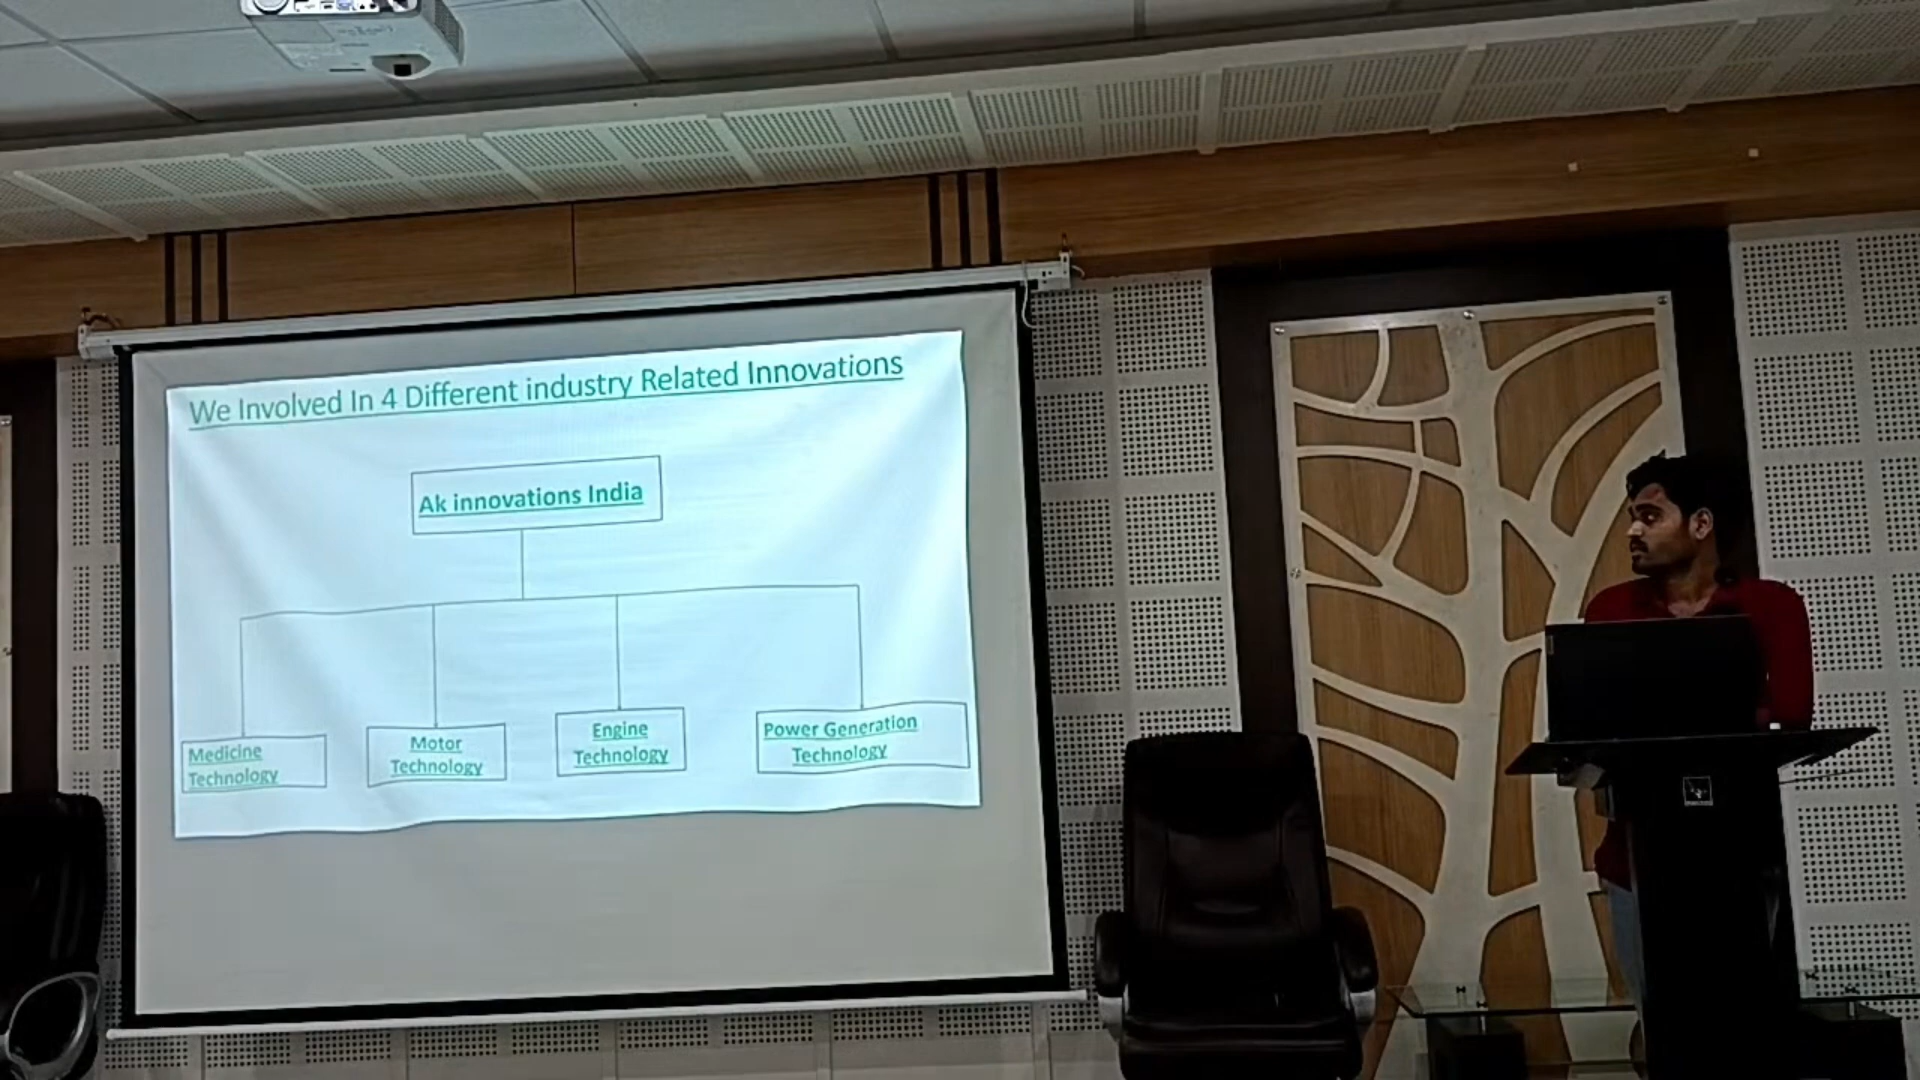 We Involved In 4 Different industry Related Innovations
Ak innovations India
Medicine
Technology
Motor
Technology
Engine
Technology
Power Generation
Technology